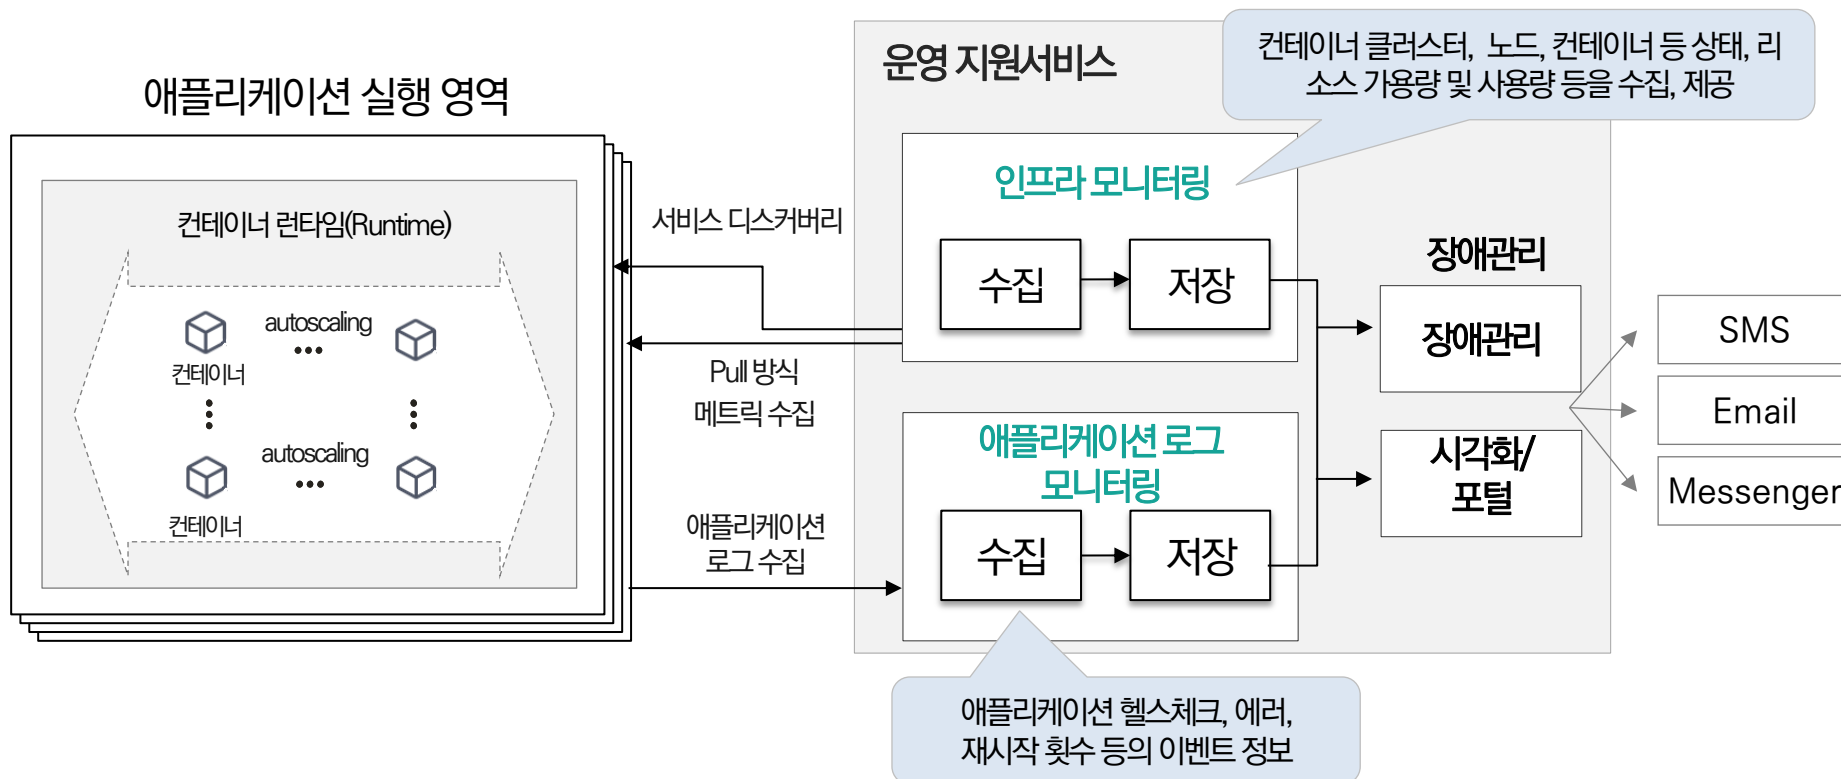 애플리케이션 실행 영역
컨테이너 런타임(Runtime)
autoscaling
컨테이너
autoscaling
컨테이너
서비스 디스커버리
Pull 방식
메트릭 수집
애플리케이션
로그 수집
운영 지원서비스
컨테이너 클러스터, 노드, 컨테이너 등 상태, 리
소스 가용량 및 사용량 등을 수집, 제공
인프라 모니터링
수집
저장
애플리케이션 로그
모니터링
수집
저장
애플리케이션 헬스체크, 에러,
재시작 횟수 등의 이벤트 정보
장애관리
장애관리
시각화/
포털
SMS
Email
Messenger